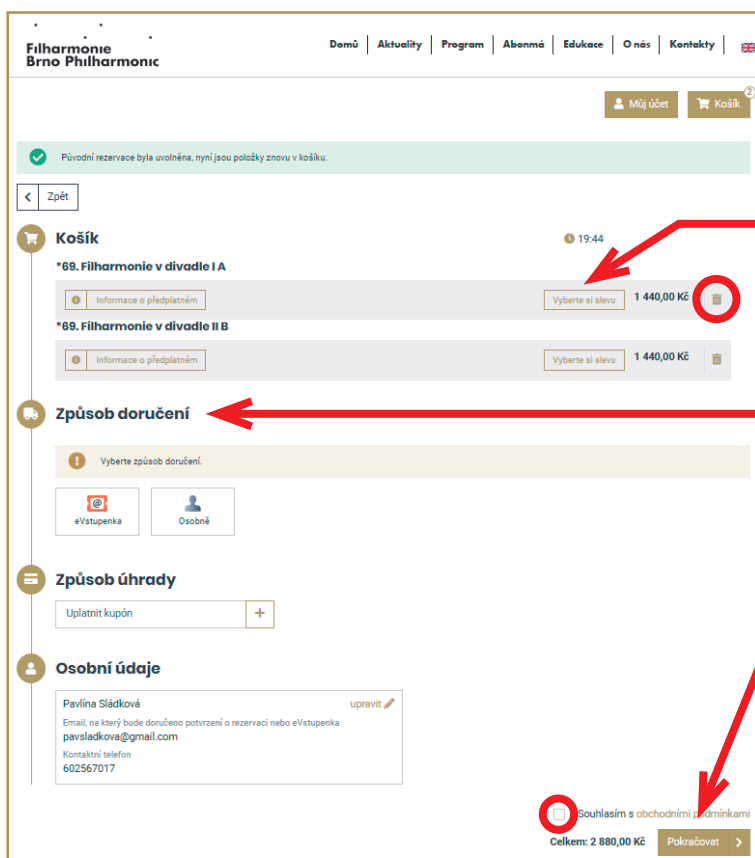 Filharmonie
Brno Philharmonic
Domů Aktuality Program Abonmá Edukace O nás Kontakty
Můj účet Košík 2
Původní rezervace byla uvolněna, nyní jsou položky znovu v košíku.
Zpět
Košík 19:44
*69. Filharmonie v divadle I A
Informace o předplatném Vyberte si slevu 1 440,00 Kč
*69. Filharmonie v divadle II B
Informace o předplatném Vyberte si slevu 1 440,00 Kč
Způsob doručení
Vyberte způsob doručení.
@
eVstupenka Osobně
Způsob úhrady
Uplatnit kupón +
Osobní údaje
Pavlína Sládková upravit
Email, na který bude doručeno potvrzení o rezervaci nebo eVstupenka
pavsladkova@gmail.com
Kontaktní telefon
602567017
Souhlasím s obchodními podmínkami
Celkem: 2 880,00 Kč Pokračovat